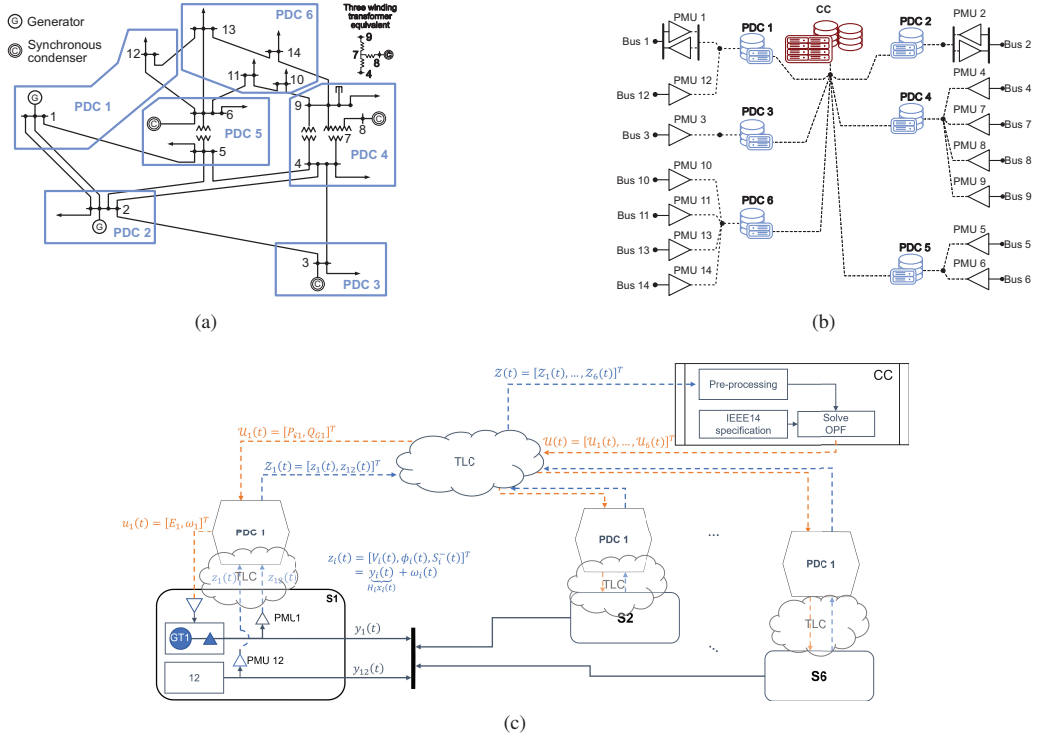 G Generator
C Synchronous
condenser
Three winding
transformer
equivalent
9
7
8
C
4
13
PDC 6
12
14
11
10
PDC 1
G
1
9
C
6
PDC 5
8
C
7
PDC 4
5
4
2
G
PDC 2
3
C
PDC 3
(a)
PMU 1
Bus 1
PMU 12
Bus 12
PMU 3
Bus 3
PMU 10
Bus 10
PMU 11
Bus 11
PMU 13
Bus 13
PMU 14
Bus 14
PDC 1
PDC 3
PDC 6
CC
PDC 2
PMU 2
Bus 2
PDC 4
PMU 4
Bus 4
PMU 7
Bus 7
PMU 8
Bus 8
PMU 9
Bus 9
PDC 5
PMU 5
Bus 5
PMU 6
Bus 6
(b)
Z(t) = [Z₁(t), … , Z₆(t)]ᵀ
CC
Pre-processing
IEEE14
specification
Solve
OPF
U₁(t) = [P_G1, Q_G1]ᵀ
U(t) = [U₁(t), … , U₆(t)]ᵀ
TLC
Z₁(t) = [z₁(t), z₁₂(t)]ᵀ
u₁(t) = [E₁, ω₁]ᵀ
PDC 1
PDC 1
...
PDC 1
zᵢ(t) = [Vᵢ(t), ϕᵢ(t), Sᵢ⁻(t)]ᵀ
= yᵢ(t) + ωᵢ(t)
Hᵢxᵢ(t)
z₁(t)
TLC
z₁₂(t)
TLC
TLC
S1
S2
S6
PMU1
GT1
y₁(t)
PMU 12
12
y₁₂(t)
...
(c)